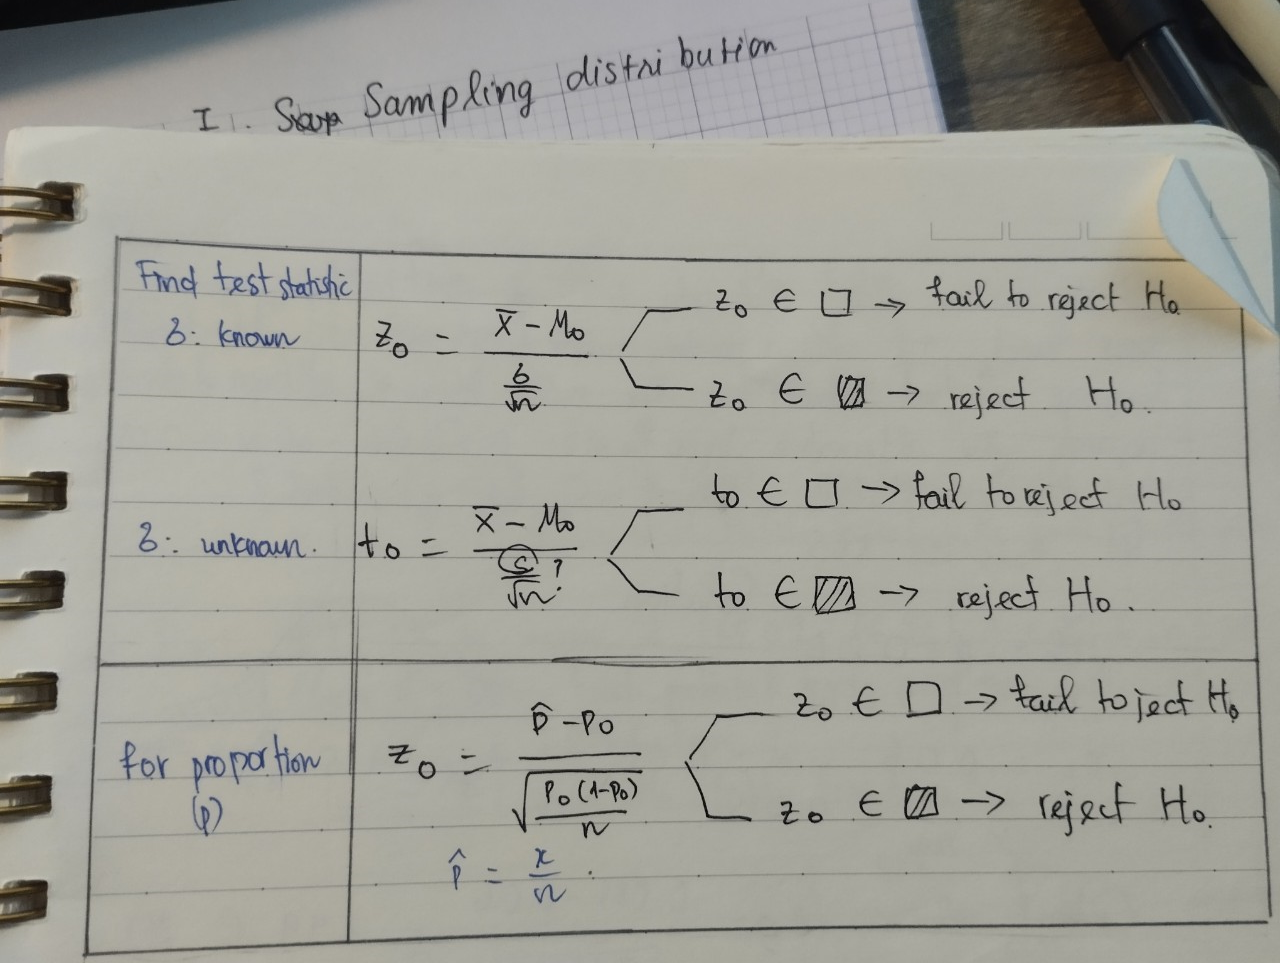 I. Sampling distribution
Find test statistic
σ: known
z₀ = (x̄ - μ₀) / (σ/√n)
z₀ ∈ □ → fail to reject H₀
z₀ ∈ ▨ → reject H₀.
σ: unknown.
t₀ = (x̄ - μ₀) / (s/√n) ?
t₀ ∈ □ → fail to reject H₀
t₀ ∈ ▨ → reject H₀.
for proportion
(p)
z₀ = (p̂ - p₀) / √(p₀(1-p₀)/n)
z₀ ∈ □ → fail to ject H₀
z₀ ∈ ▨ → reject H₀.
p̂ = x/n.